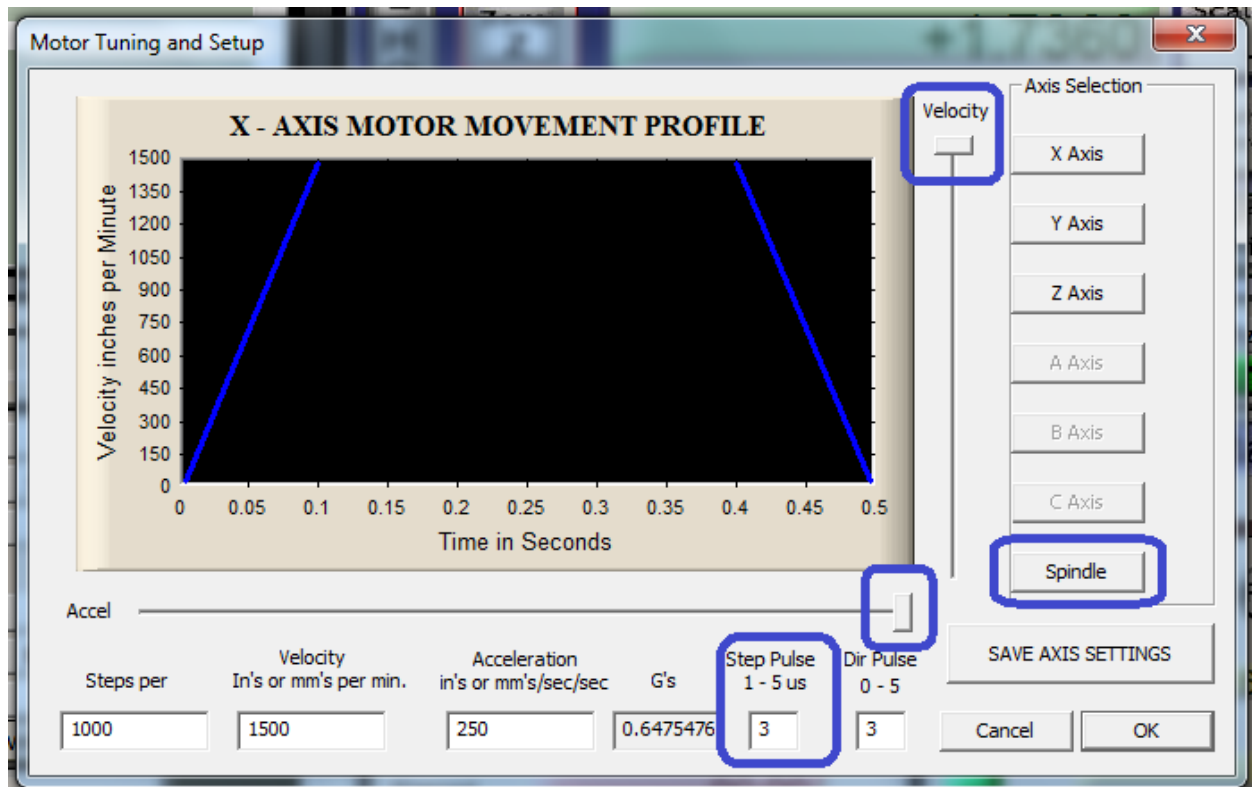 Zero
Scal
Motor Tuning and Setup
Z
+1.7360
X
Axis Selection
Velocity
X - AXIS MOTOR MOVEMENT PROFILE
X Axis
Y Axis
Z Axis
A Axis
B Axis
C Axis
Spindle
Velocity inches per Minute
1500
1350
1200
1050
900
750
600
450
300
150
0
0 0.05 0.1 0.15 0.2 0.25 0.3 0.35 0.4 0.45 0.5
Time in Seconds
Accel
SAVE AXIS SETTINGS
Steps per
Velocity
In's or mm's per min.
Acceleration
in's or mm's/sec/sec
G's
Step Pulse
1 - 5 us
Dir Pulse
0 - 5
1000 1500 250 0.6475476 3 3
Cancel OK